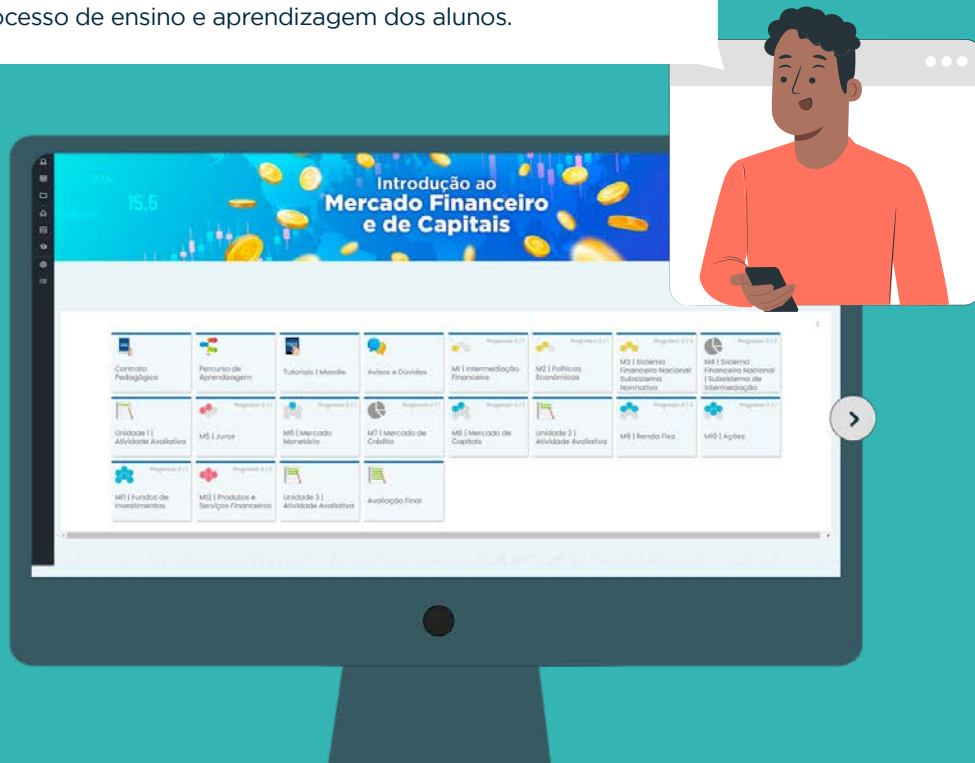 ocesso de ensino e aprendizagem dos alunos.
15.5
Introdução ao
Mercado Financeiro
e de Capitais
Contrato
Pedagógico
Percurso de
Aprendizagem
Tutoriais | Moodle
Avisos e Dúvidas
M1 | Intermediação
Financeira
M2 | Políticas
Econômicas
M3 | Sistema
Financeiro Nacional
Subsistema
Normativo
M4 | Sistema
Financeiro Nacional
| Subsistema de
Intermediação
Unidade 1 |
Atividade Avaliativa
M5 | Juros
M6 | Mercado
Monetário
M7 | Mercado de
Crédito
M8 | Mercado de
Capitais
Unidade 2 |
Atividade Avaliativa
M9 | Renda Fixa
M10 | Ações
M11 | Fundos de
Investimentos
M12 | Produtos e
Serviços Financeiros
Unidade 3 |
Atividade Avaliativa
Avaliação Final